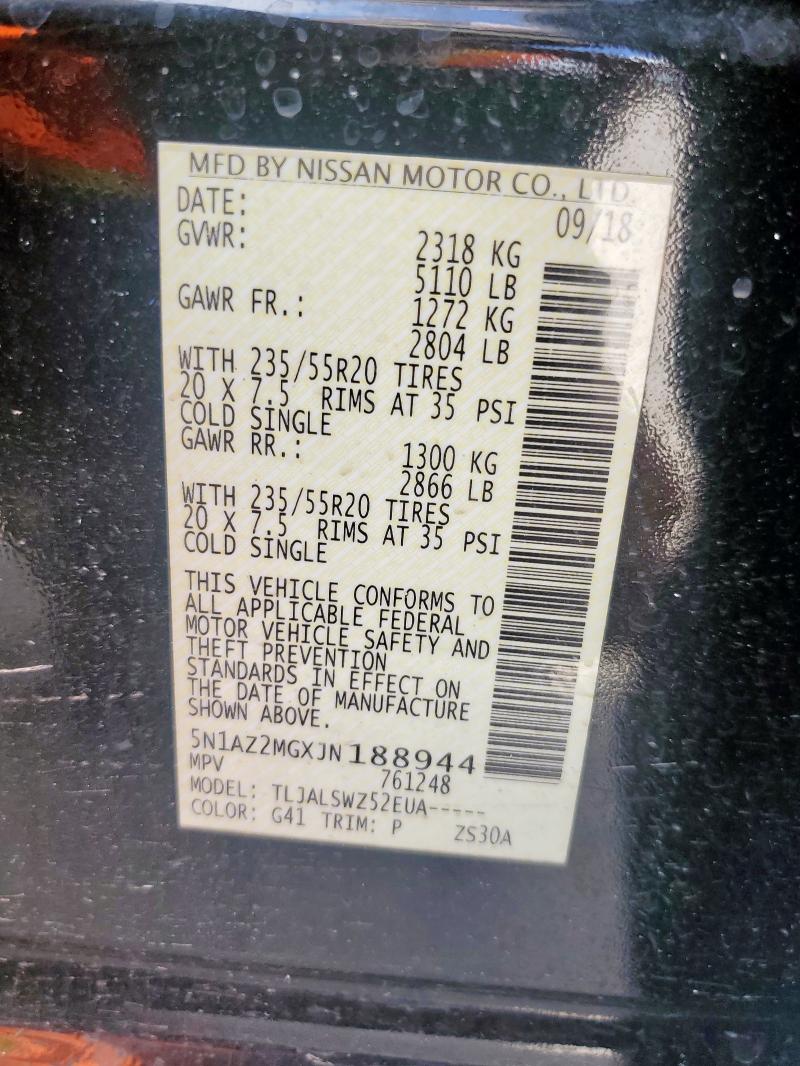 MFD BY NISSAN MOTOR CO., LTD.
DATE: 09/18
GVWR: 2318 KG
5110 LB
GAWR FR.: 1272 KG
2804 LB
WITH 235/55R20 TIRES
20 X 7.5 RIMS AT 35 PSI
COLD SINGLE
GAWR RR.: 1300 KG
2866 LB
WITH 235/55R20 TIRES
20 X 7.5 RIMS AT 35 PSI
COLD SINGLE
THIS VEHICLE CONFORMS TO
ALL APPLICABLE FEDERAL
MOTOR VEHICLE SAFETY AND
THEFT PREVENTION
STANDARDS IN EFFECT ON
THE DATE OF MANUFACTURE
SHOWN ABOVE.
5N1AZ2MGXJN188944
MPV 761248
MODEL: TLJALSWZ52EUA-----
COLOR: G41 TRIM: P ZS30A